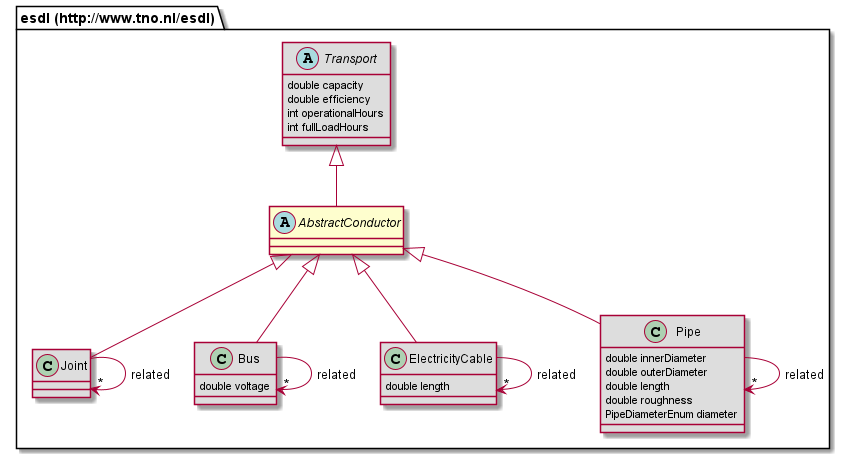 esdl (http://www.tno.nl/esdl)
A Transport
double capacity
double efficiency
int operationalHours
int fullLoadHours
A AbstractConductor
C Joint
* related
C Bus
double voltage
* related
C ElectricityCable
double length
* related
C Pipe
double innerDiameter
double outerDiameter
double length
double roughness
PipeDiameterEnum diameter
* related